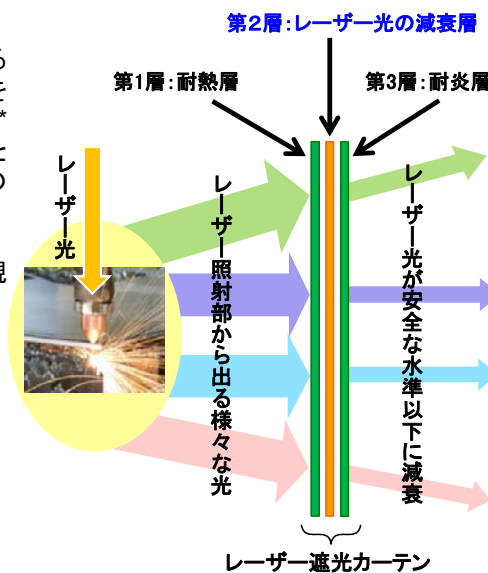 第2層：レーザー光の減衰層
第1層：耐熱層
第3層：耐炎層
レーザー光
レーザー照射部から出る様々な光
レーザー光が安全な水準以下に減衰
レーザー遮光カーテン
る
*
の